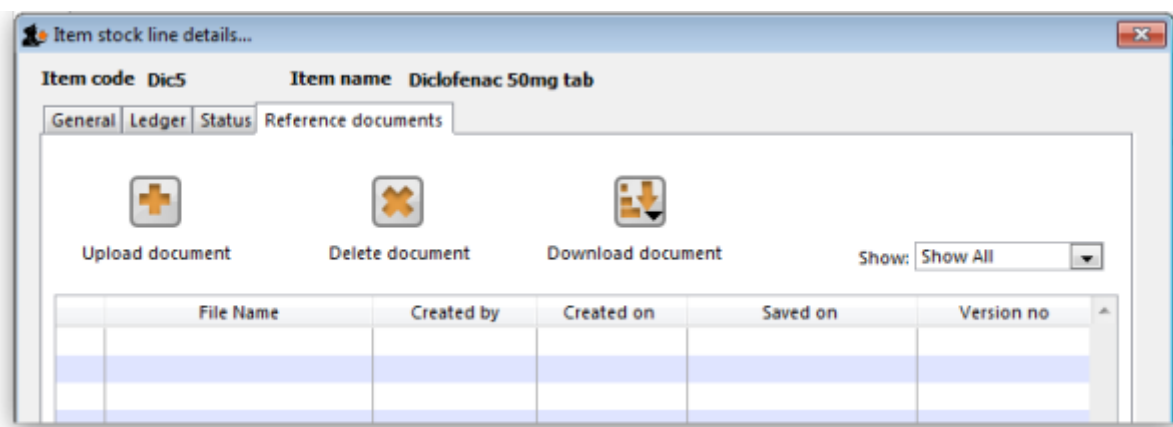 Item stock line details...
Item code Dic5 Item name Diclofenac 50mg tab
General Ledger Status Reference documents
Upload document Delete document Download document Show: Show All
File Name Created by Created on Saved on Version no